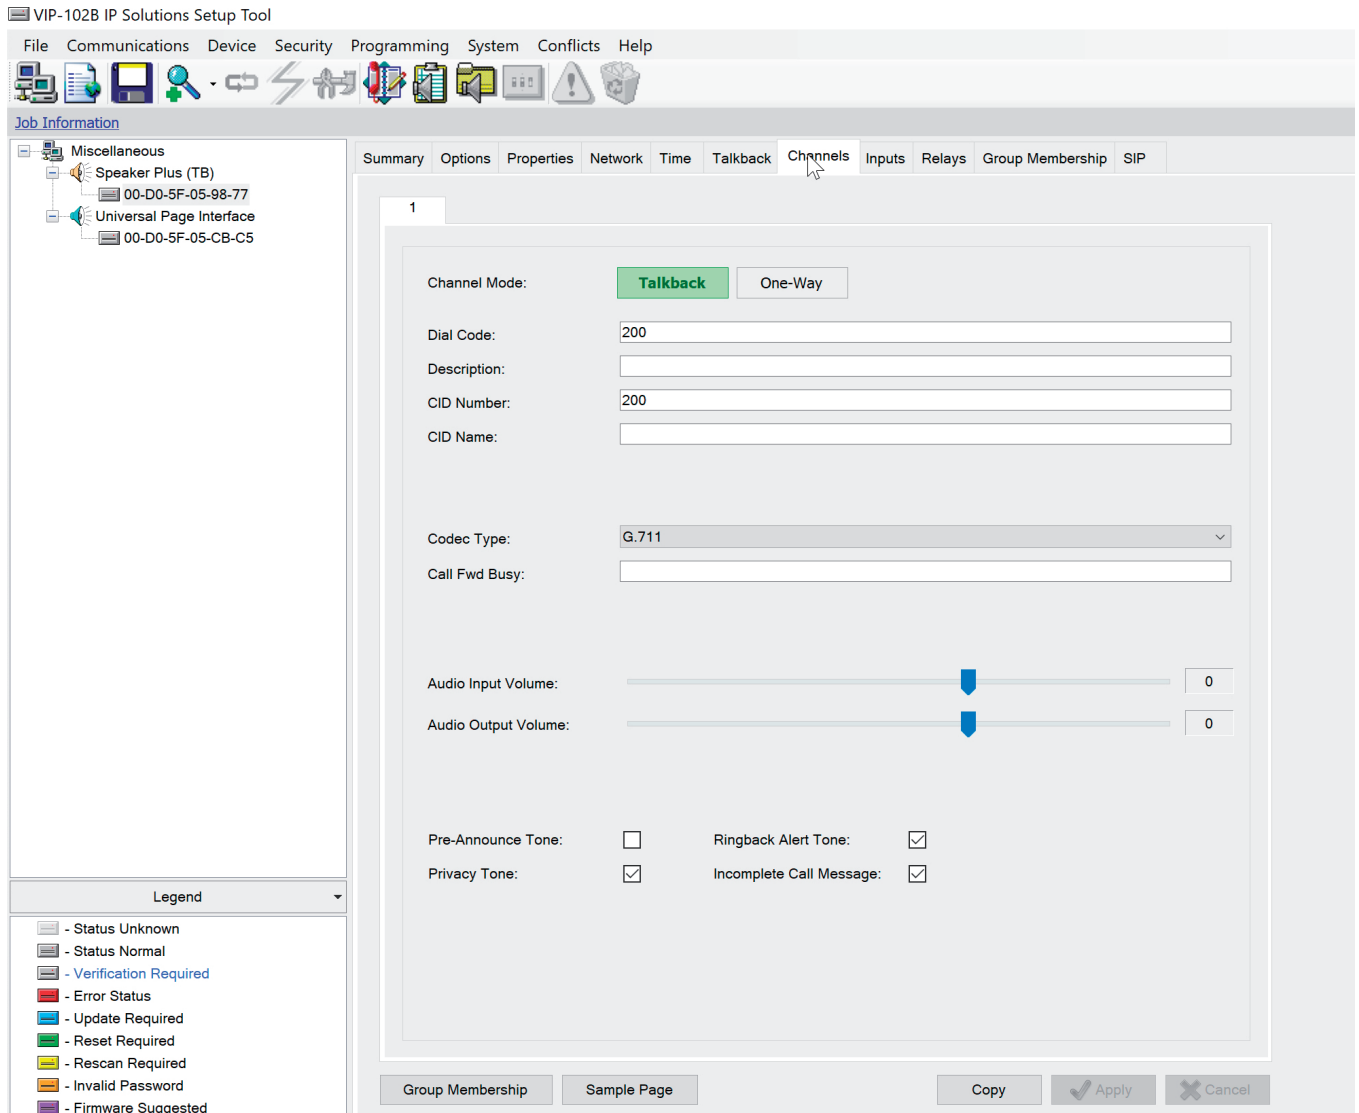 VIP-102B IP Solutions Setup Tool
File Communications Device Security Programming System Conflicts Help
Job Information
Miscellaneous
Speaker Plus (TB)
00-D0-5F-05-98-77
Universal Page Interface
00-D0-5F-05-CB-C5
Legend
- Status Unknown
- Status Normal
- Verification Required
- Error Status
- Update Required
- Reset Required
- Rescan Required
- Invalid Password
- Firmware Suggested
Summary Options Properties Network Time Talkback Channels Inputs Relays Group Membership SIP
1
Channel Mode: Talkback One-Way
Dial Code: 200
Description:
CID Number: 200
CID Name:
Codec Type: G.711
Call Fwd Busy:
Audio Input Volume: 0
Audio Output Volume: 0
Pre-Announce Tone: Ringback Alert Tone:
Privacy Tone: Incomplete Call Message:
Group Membership Sample Page Copy Apply Cancel